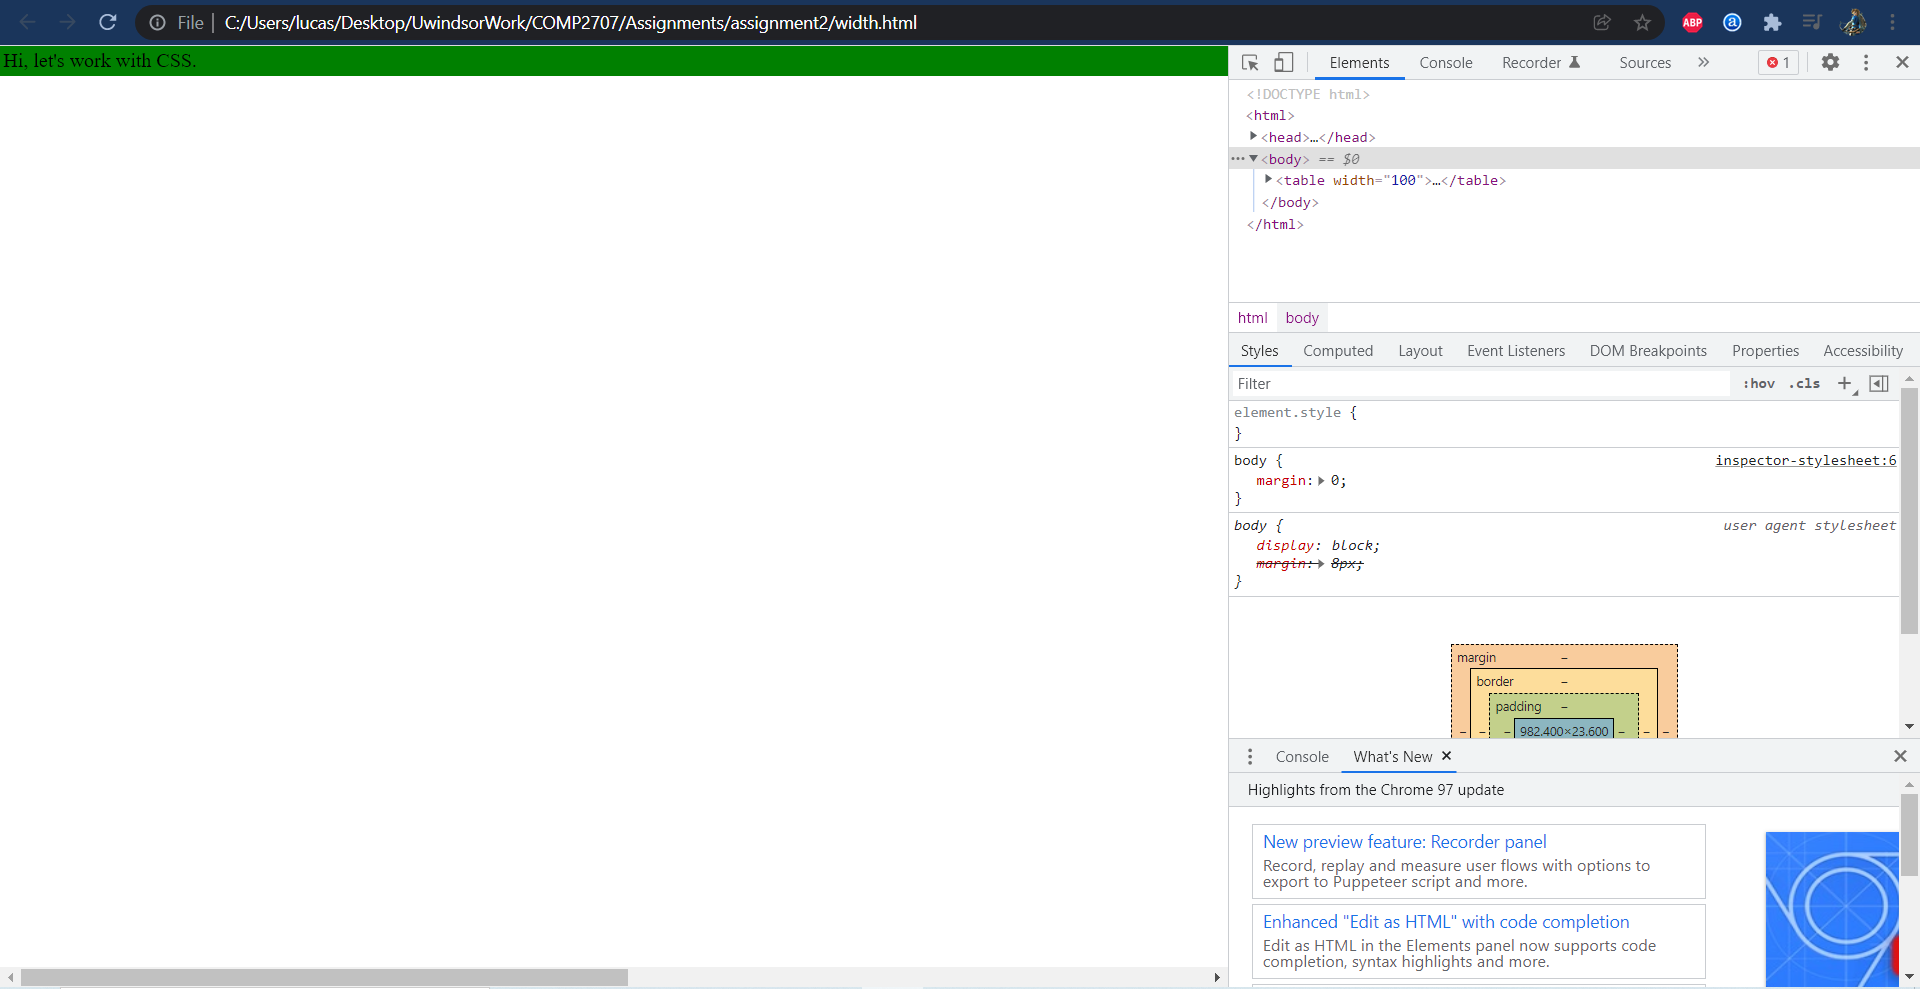 File | C:/Users/lucas/Desktop/UwindsorWork/COMP2707/Assignments/assignment2/width.html
ABP
a
Hi, let's work with CSS.
Elements Console Recorder Sources » 1
<!DOCTYPE html>
<html>
<head>…</head>
<body> == $0
<table width="100">…</table>
</body>
</html>
html body
Styles Computed Layout Event Listeners DOM Breakpoints Properties Accessibility
Filter :hov .cls +
element.style {
}
body { inspector-stylesheet:6
margin: 0;
}
body { user agent stylesheet
display: block;
margin: 8px;
}
margin –
border –
padding –
– – – 982.400×23.600 – – –
Console What's New ×
Highlights from the Chrome 97 update
New preview feature: Recorder panel
Record, replay and measure user flows with options to
export to Puppeteer script and more.
Enhanced "Edit as HTML" with code completion
Edit as HTML in the Elements panel now supports code
completion, syntax highlights and more.